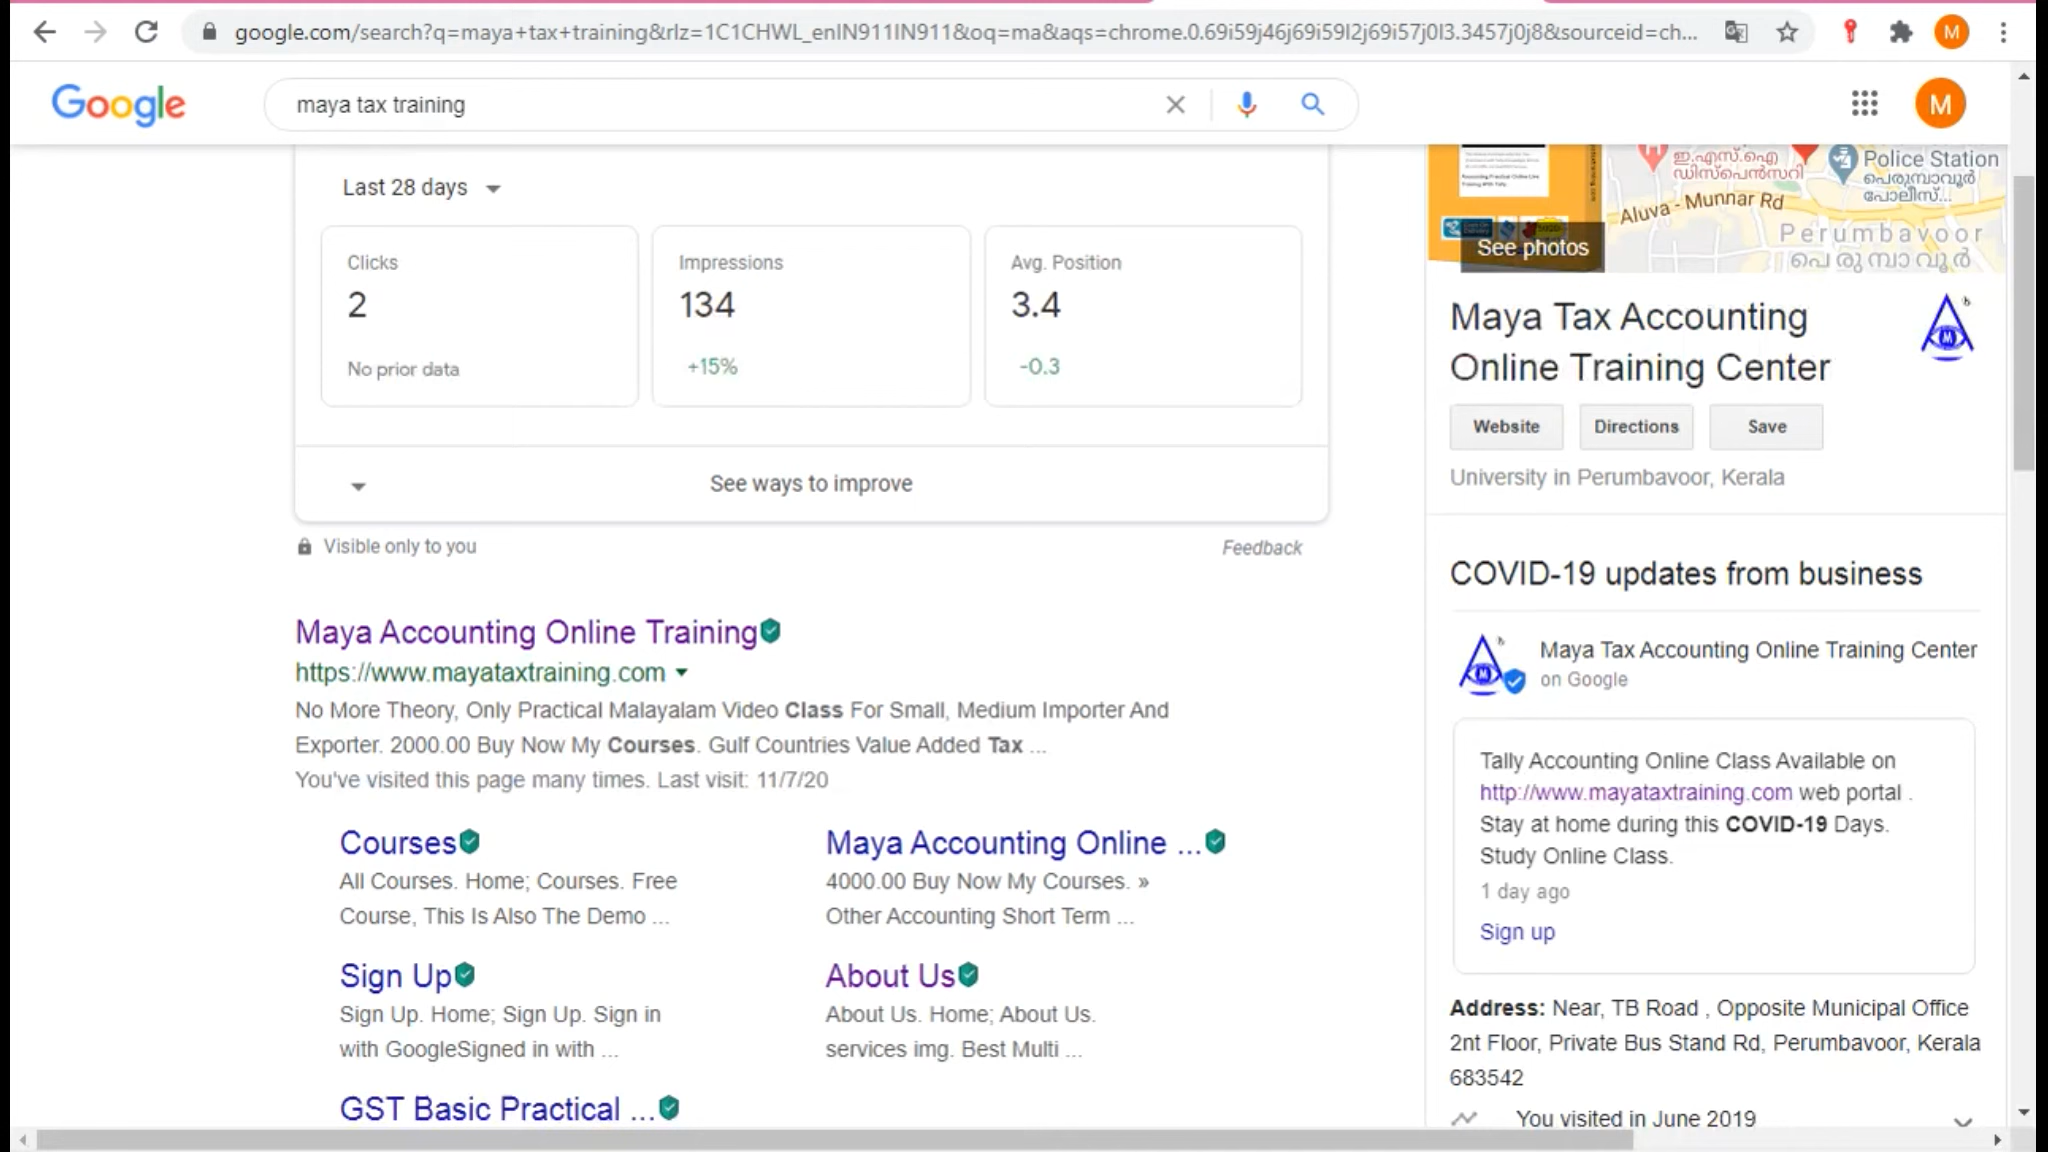 google.com/search?q=maya+tax+training&rlz=1C1CHWL_enIN911IN911&oq=ma&aqs=chrome.0.69i59j46j69i59l2j69i57j0l3.3457j0j8&sourceid=ch...
M
Google
maya tax training
M
Last 28 days
Clicks
2
No prior data
Impressions
134
+15%
Avg. Position
3.4
-0.3
See ways to improve
Visible only to you
Feedback
Maya Accounting Online Training
https://www.mayataxtraining.com
No More Theory, Only Practical Malayalam Video Class For Small, Medium Importer And
Exporter. 2000.00 Buy Now My Courses. Gulf Countries Value Added Tax ...
You've visited this page many times. Last visit: 11/7/20
Courses
All Courses. Home; Courses. Free
Course, This Is Also The Demo ...
Maya Accounting Online ...
4000.00 Buy Now My Courses. »
Other Accounting Short Term ...
Sign Up
Sign Up. Home; Sign Up. Sign in
with GoogleSigned in with ...
About Us
About Us. Home; About Us.
services img. Best Multi ...
GST Basic Practical ...
See photos
ഇ.എസ്.ഐ
ഡിസ്പെൻസറി
Police Station
പെരുമ്പാവൂർ
പോലീസ്...
Aluva - Munnar Rd
Perumbavoor
പെരുമ്പാവൂർ
Maya Tax Accounting
Online Training Center
Website
Directions
Save
University in Perumbavoor, Kerala
COVID-19 updates from business
Maya Tax Accounting Online Training Center
on Google
Tally Accounting Online Class Available on
http://www.mayataxtraining.com web portal .
Stay at home during this COVID-19 Days.
Study Online Class.
1 day ago
Sign up
Address: Near, TB Road , Opposite Municipal Office
2nt Floor, Private Bus Stand Rd, Perumbavoor, Kerala
683542
You visited in June 2019